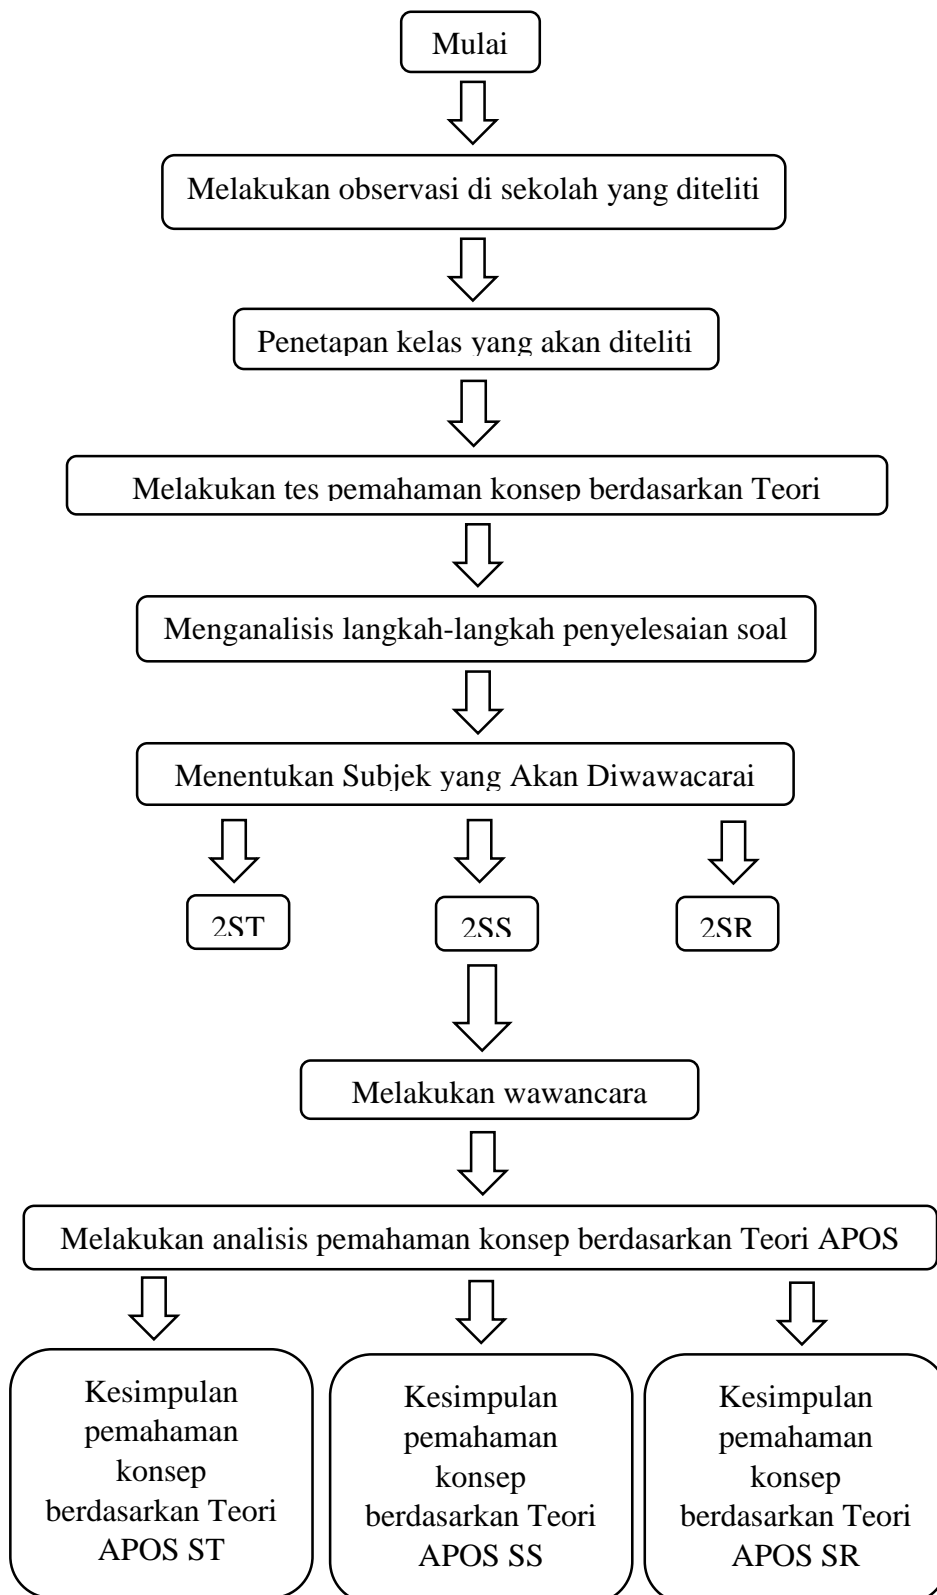 Mulai
Melakukan observasi di sekolah yang diteliti
Penetapan kelas yang akan diteliti
Melakukan tes pemahaman konsep berdasarkan Teori
Menganalisis langkah-langkah penyelesaian soal
Menentukan Subjek yang Akan Diwawacarai
2ST
2SS
2SR
Melakukan wawancara
Melakukan analisis pemahaman konsep berdasarkan Teori APOS
Kesimpulan
pemahaman
konsep
berdasarkan Teori
APOS ST
Kesimpulan
pemahaman
konsep
berdasarkan Teori
APOS SS
Kesimpulan
pemahaman
konsep
berdasarkan Teori
APOS SR